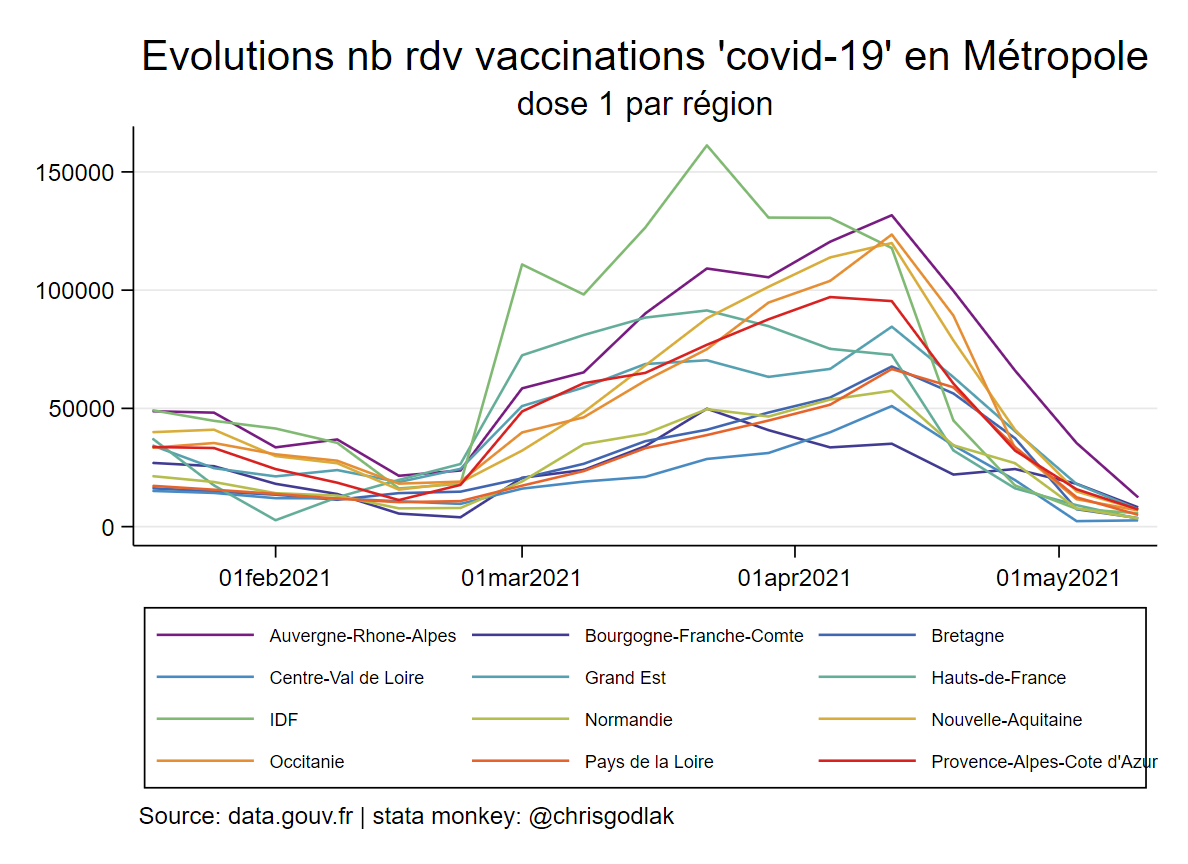 Evolutions nb rdv vaccinations 'covid-19' en Métropole
dose 1 par région
150000
100000
50000
0
01feb2021 01mar2021 01apr2021 01may2021
Auvergne-Rhone-Alpes Bourgogne-Franche-Comte Bretagne
Centre-Val de Loire Grand Est Hauts-de-France
IDF Normandie Nouvelle-Aquitaine
Occitanie Pays de la Loire Provence-Alpes-Cote d'Azur
Source: data.gouv.fr | stata monkey: @chrisgodlak